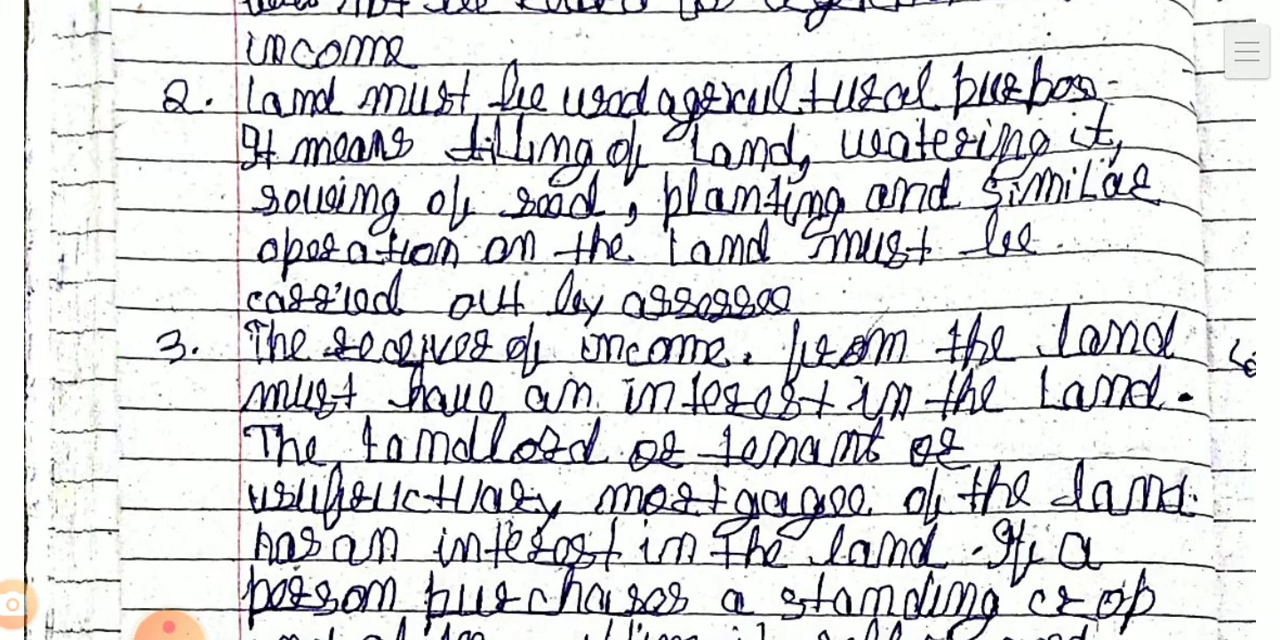 income
2. Land must be used agricultural purpos-
It means tilling of Land, watering it,
sowing of seed, planting and similar
operation on the Land must be
carried out by assessee
3. The receiver of income. from the land
must have an interest in the Land.
The landlord or tenant or
usufructuary mortgagee of the land.
has an interest in the land. If a
person purchases a standing crop